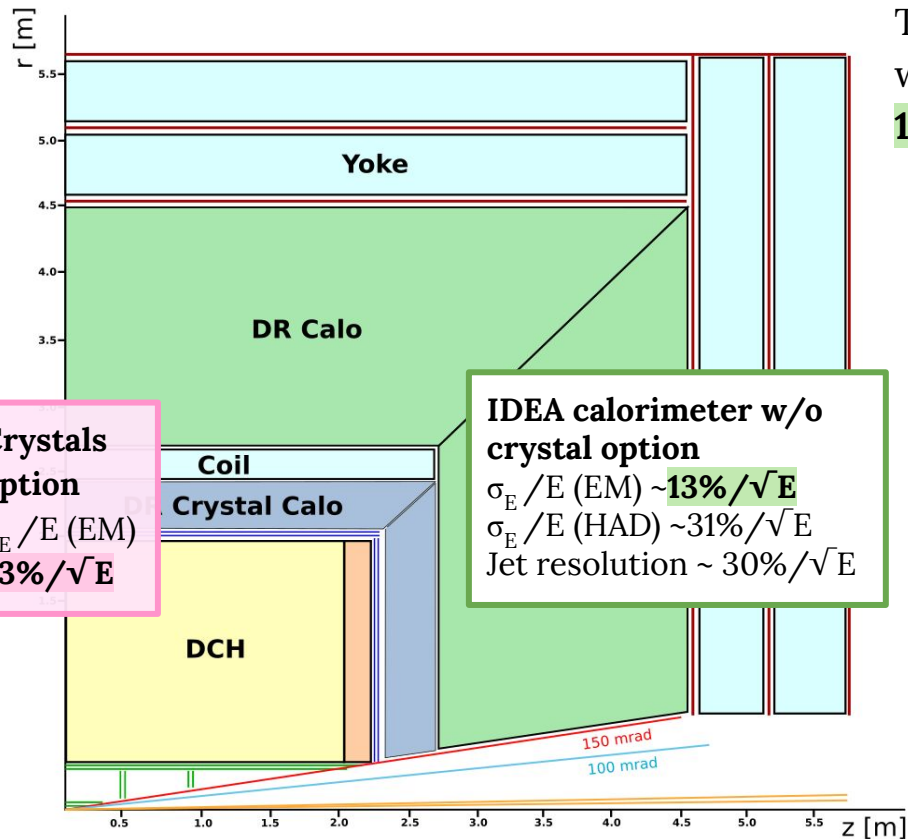 r [m]
T
w
1
5.5
5.0
4.5
4.0
3.5
Yoke
DR Calo
Coil
Crystal Calo
DCH
Crystals
ption
E/E (EM)
3%/√E
IDEA calorimeter w/o
crystal option
σE/E (EM) ~13%/√E
σE/E (HAD) ~31%/√E
Jet resolution ~ 30%/√E
150 mrad
100 mrad
0.5 1.0 1.5 2.0 2.5 3.0 3.5 4.0 4.5 5.0 5.5
z [m]